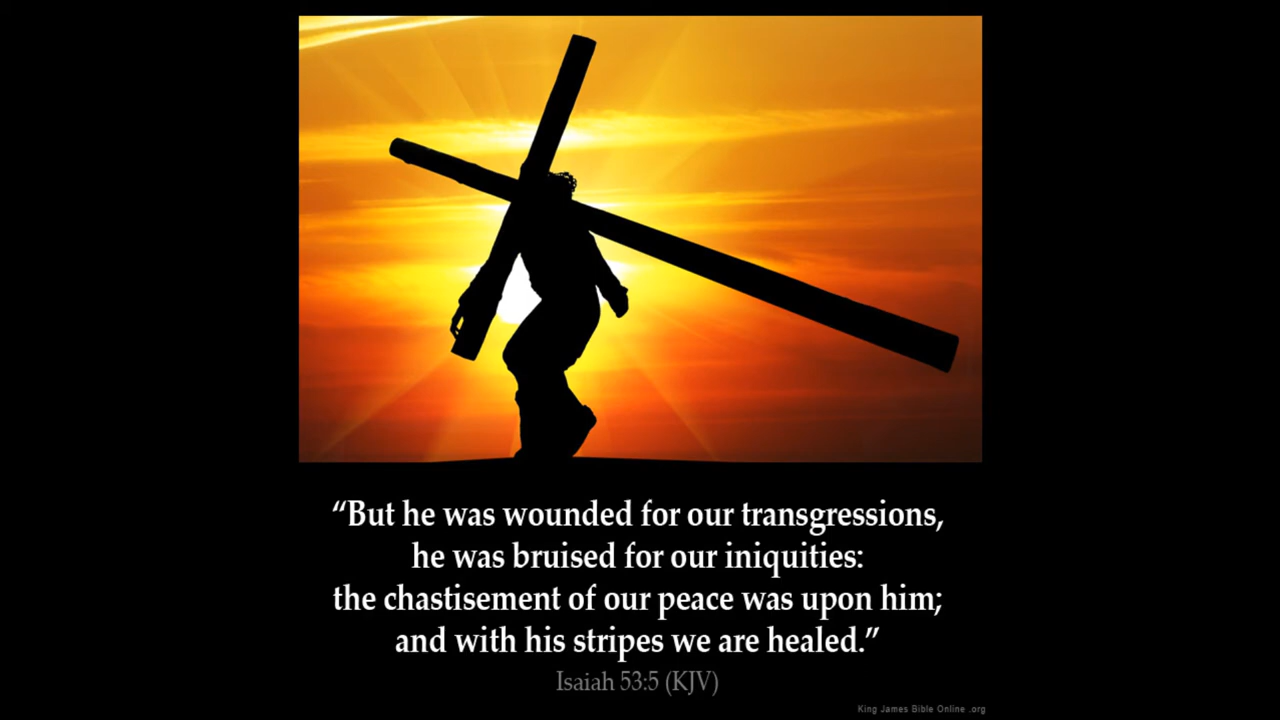 “But he was wounded for our transgressions,
he was bruised for our iniquities:
the chastisement of our peace was upon him;
and with his stripes we are healed.”
Isaiah 53:5 (KJV)
King James Bible Online .org